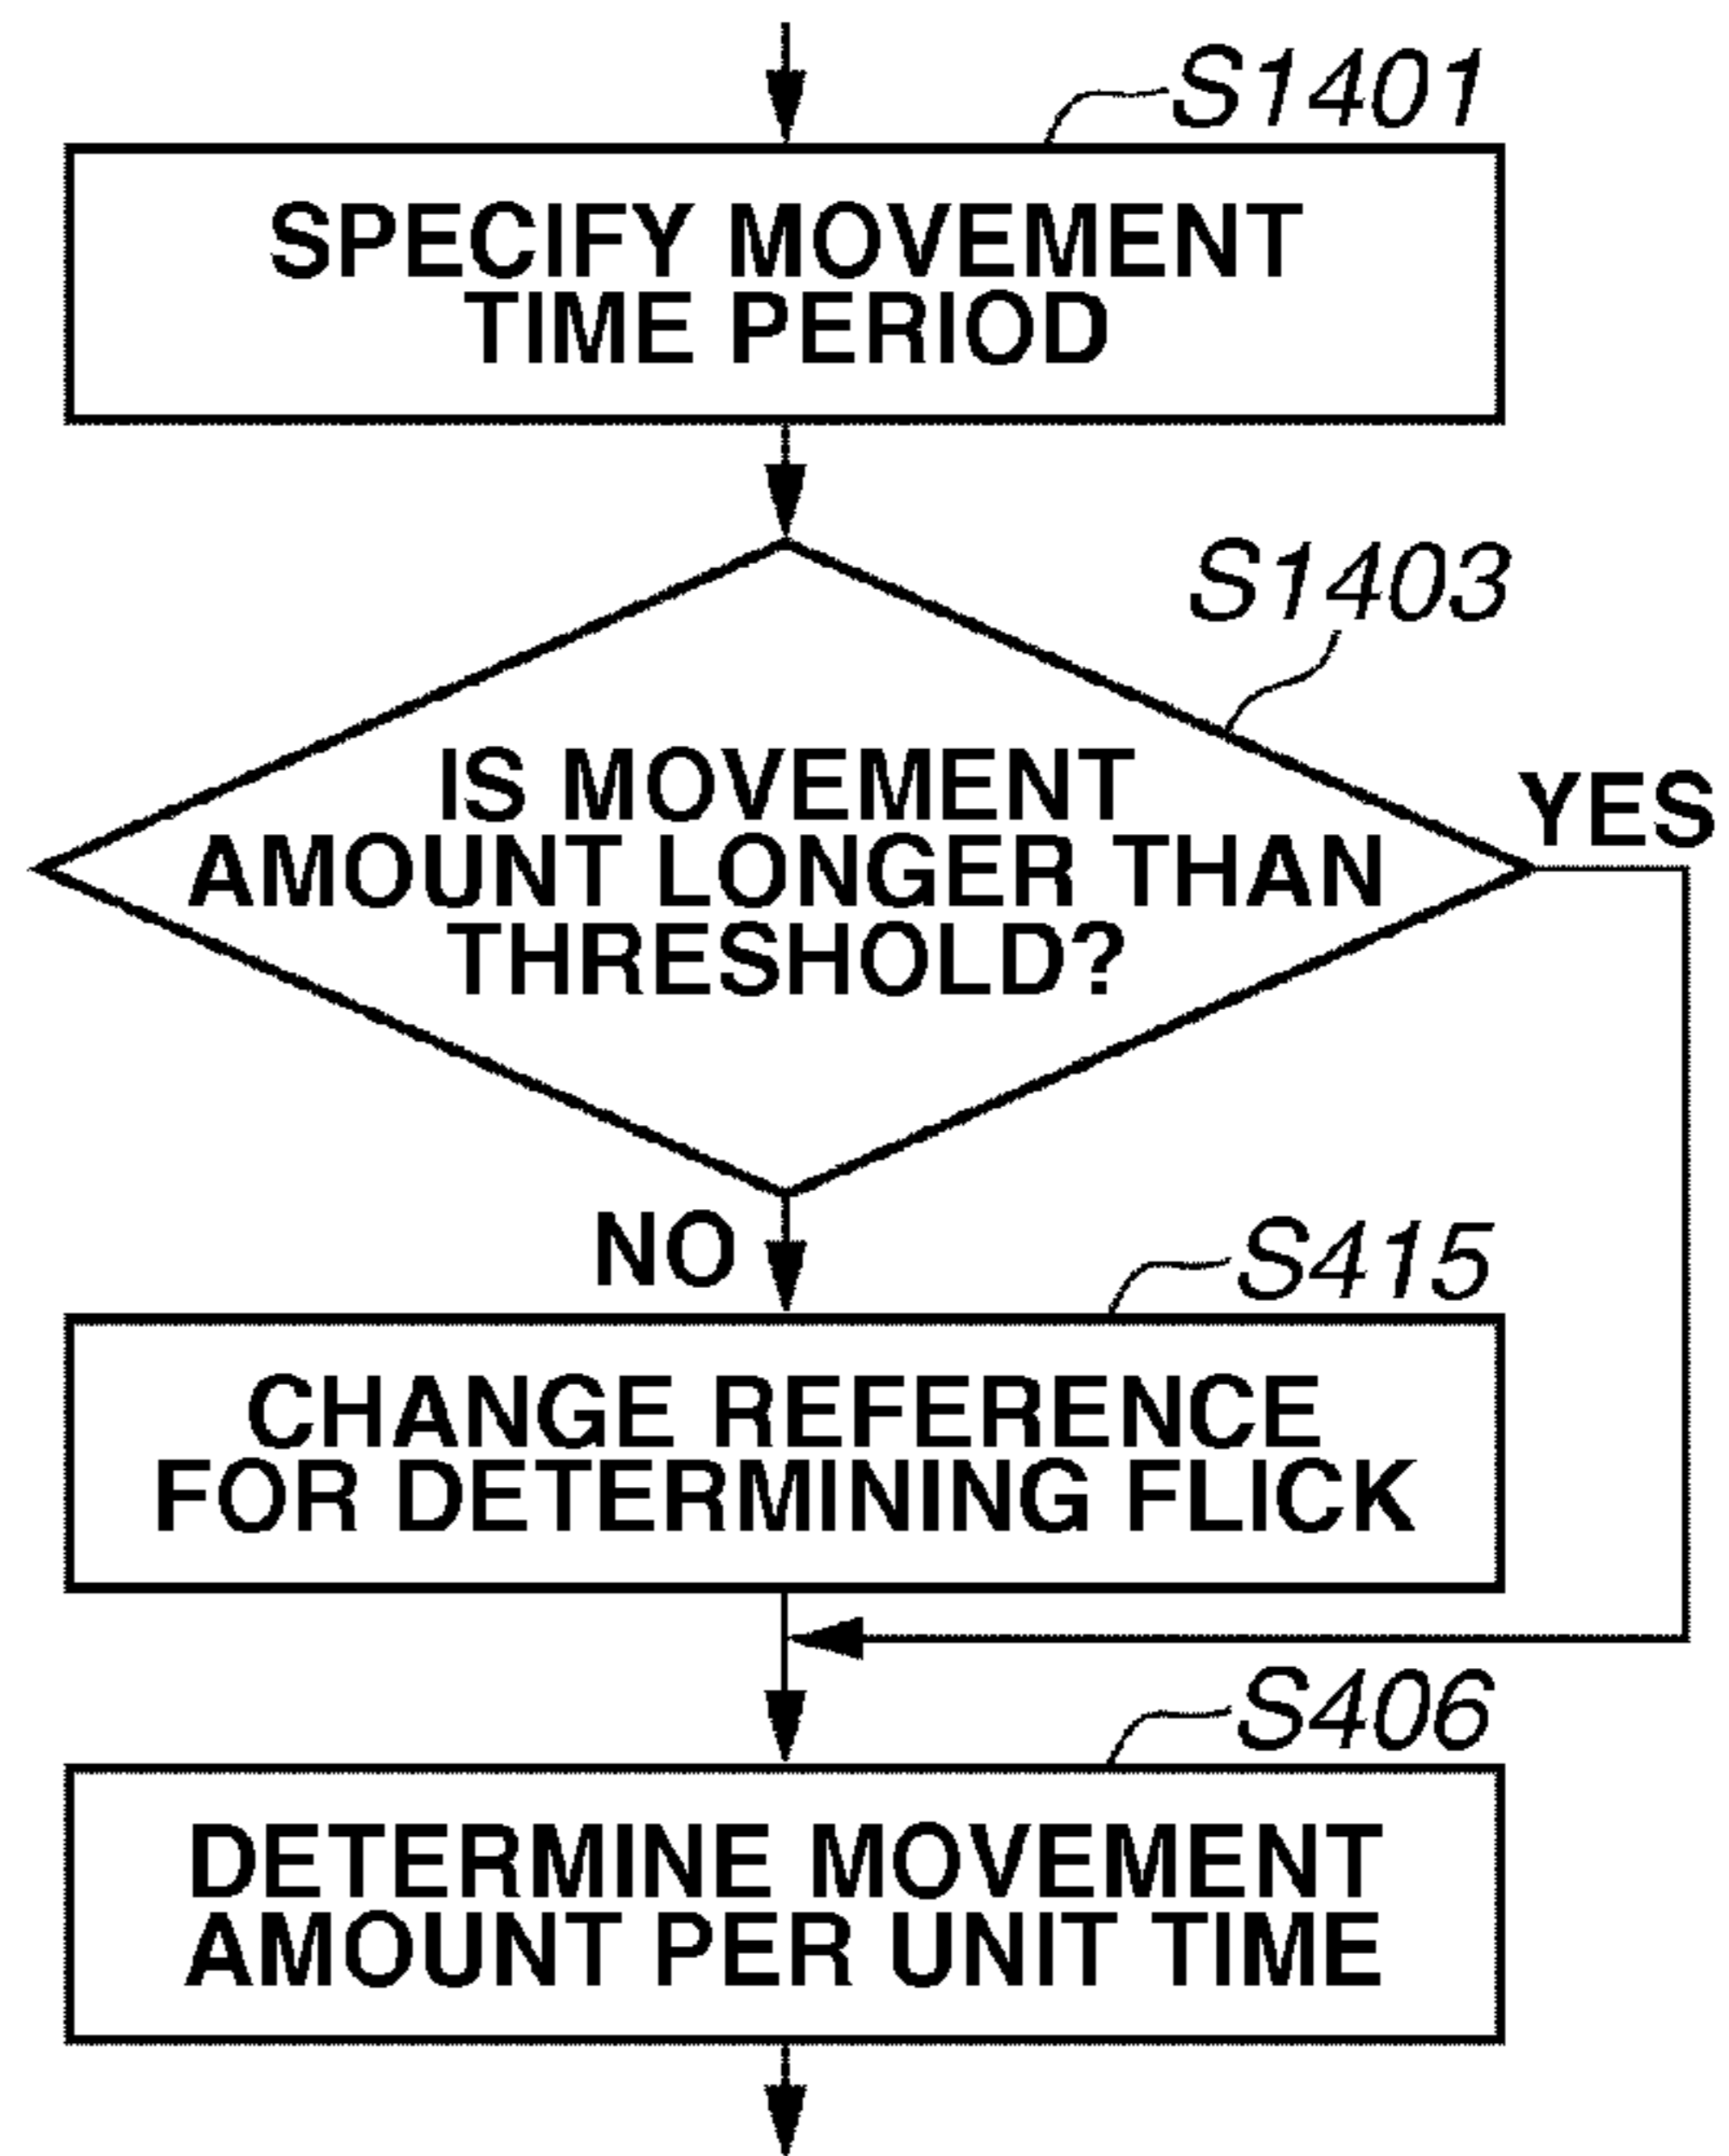 S1401
SPECIFY MOVEMENT
TIME PERIOD
S1403
IS MOVEMENT
AMOUNT LONGER THAN
THRESHOLD?
YES
NO
S415
CHANGE REFERENCE
FOR DETERMINING FLICK
S406
DETERMINE MOVEMENT
AMOUNT PER UNIT TIME